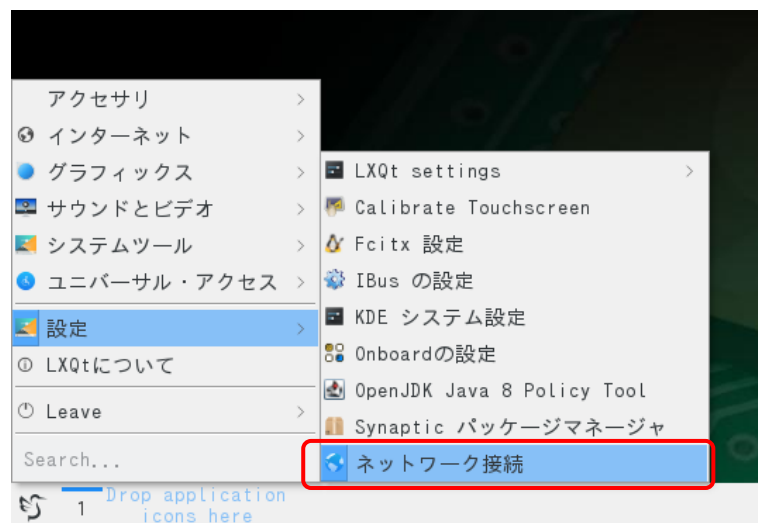 アクセサリ
インターネット
グラフィックス
サウンドとビデオ
システムツール
ユニバーサル・アクセス
設定
LXQtについて
Leave
Search...
LXQt settings
Calibrate Touchscreen
Fcitx 設定
IBus の設定
KDE システム設定
Onboardの設定
OpenJDK Java 8 Policy Tool
Synaptic パッケージマネージャ
ネットワーク接続
1
Drop application
icons here